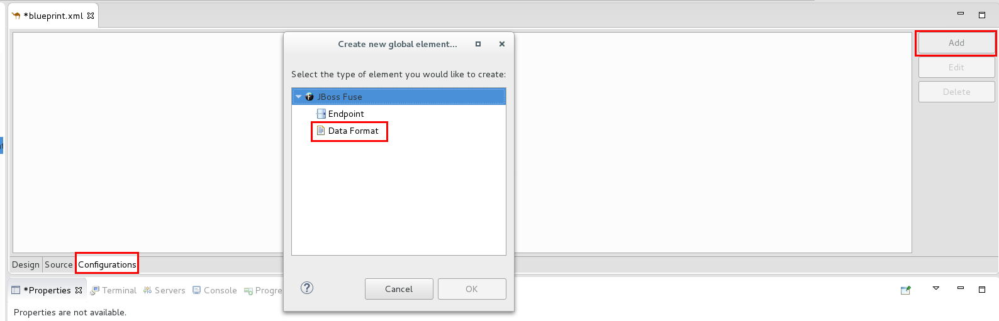 *blueprint.xml
Create new global element...
Add
Select the type of element you would like to create:
Edit
JBoss Fuse
Delete
Endpoint
Data Format
Design Source Configurations
*Properties Terminal Servers Console Progre
Cancel OK
Properties are not available.